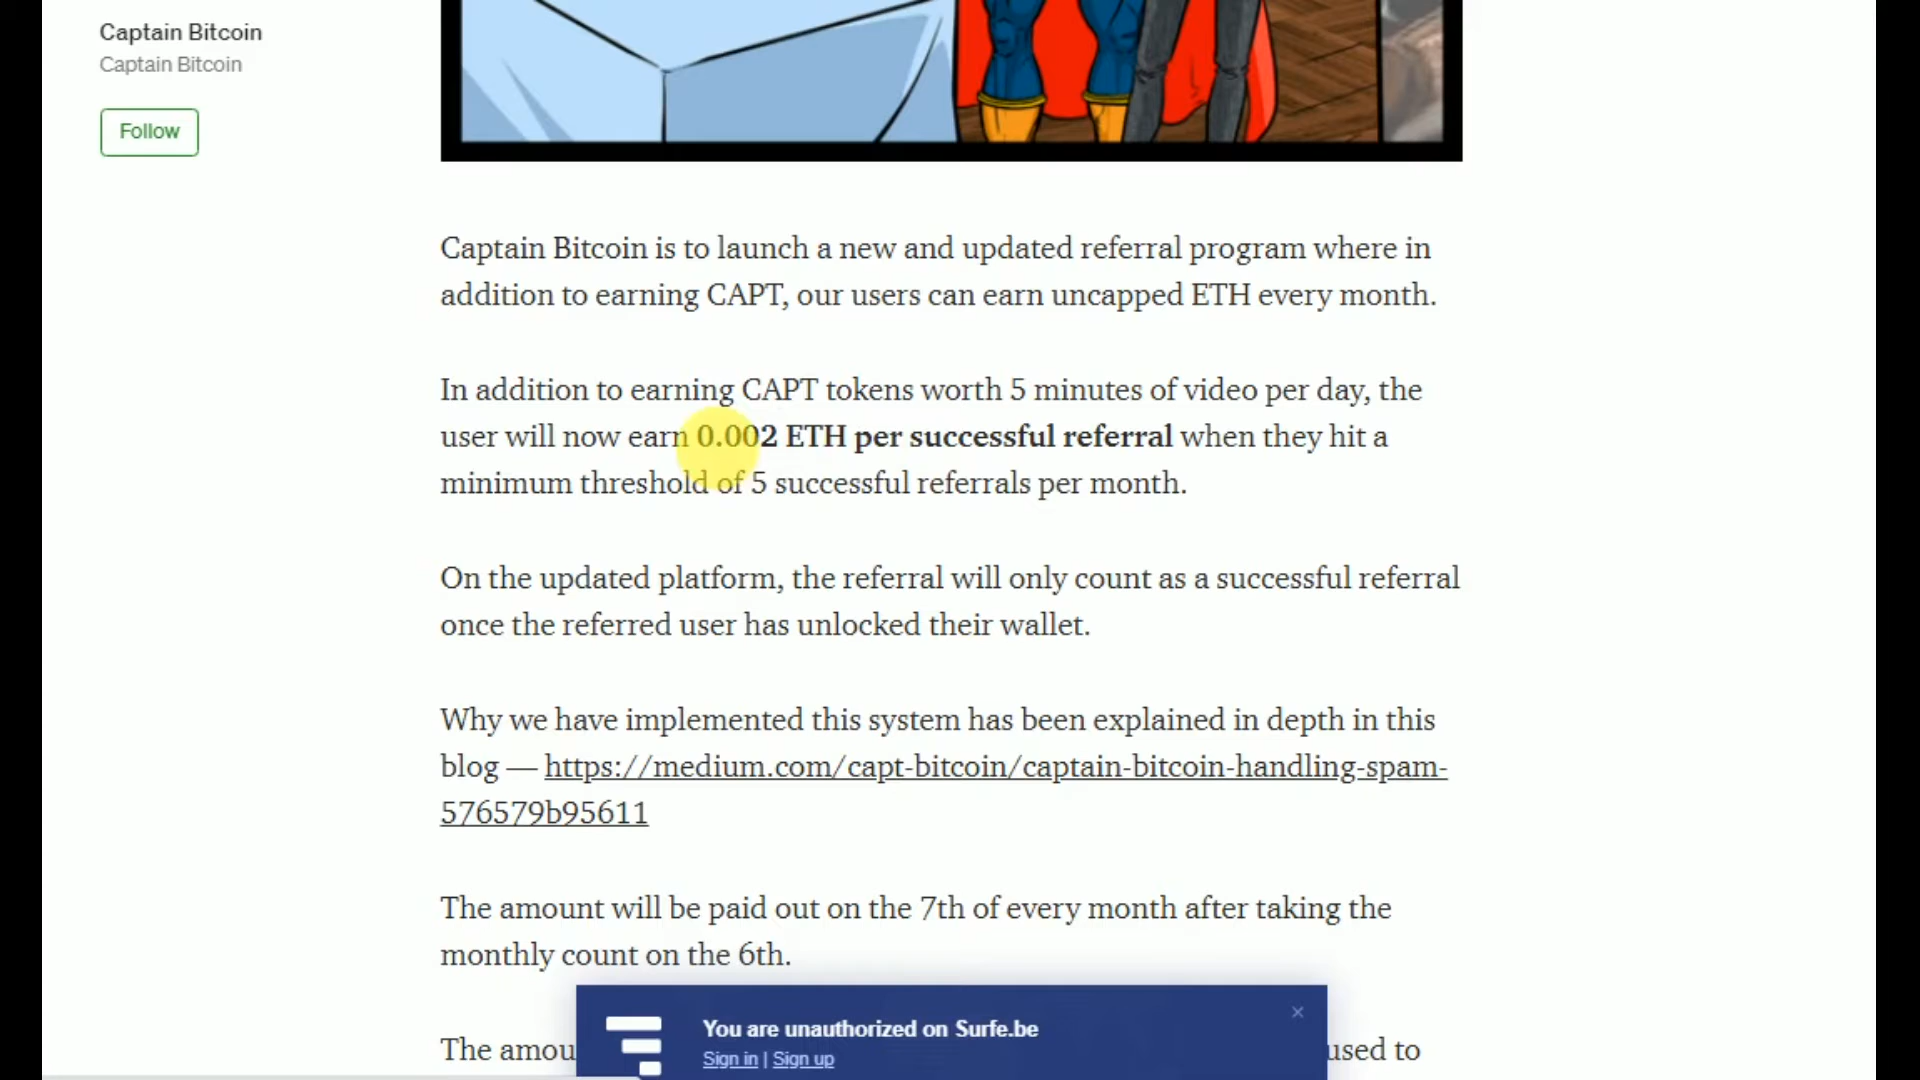 Captain Bitcoin
Captain Bitcoin
Follow
Captain Bitcoin is to launch a new and updated referral program where in
addition to earning CAPT, our users can earn uncapped ETH every month.
In addition to earning CAPT tokens worth 5 minutes of video per day, the
user will now earn 0.002 ETH per successful referral when they hit a
minimum threshold of 5 successful referrals per month.
On the updated platform, the referral will only count as a successful referral
once the referred user has unlocked their wallet.
Why we have implemented this system has been explained in depth in this
blog — https://medium.com/capt-bitcoin/captain-bitcoin-handling-spam-
576579b95611
The amount will be paid out on the 7th of every month after taking the
monthly count on the 6th.
The amou used to
You are unauthorized on Surfe.be
Sign in | Sign up